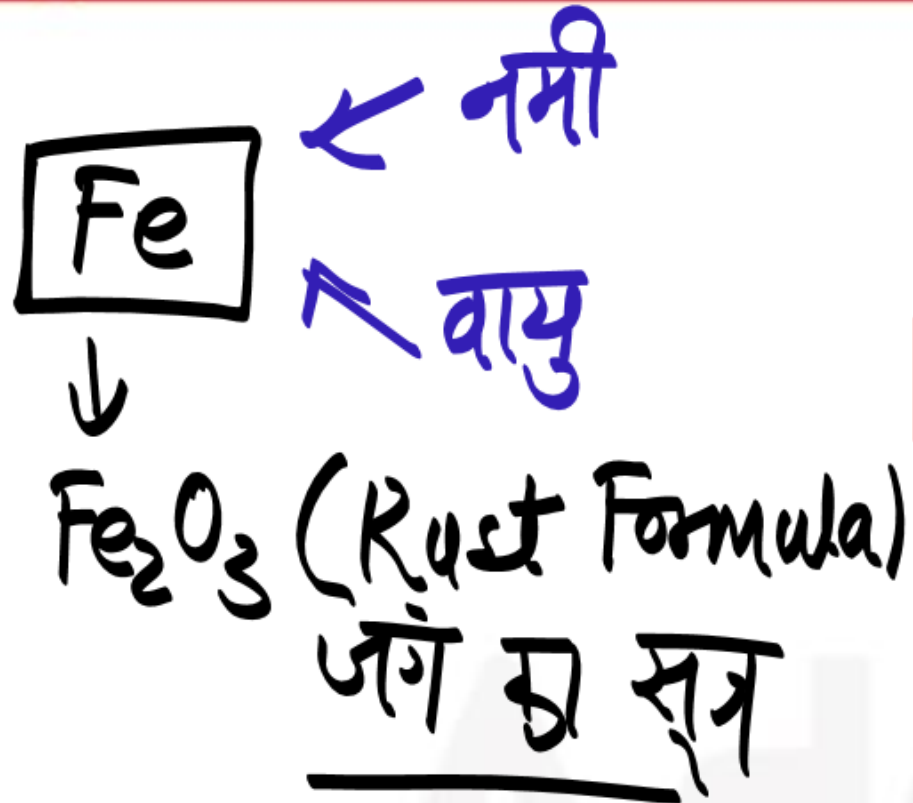 नमी
Fe
वायु
Fe₂O₃ (Rust Formula)
जंग का सूत्र